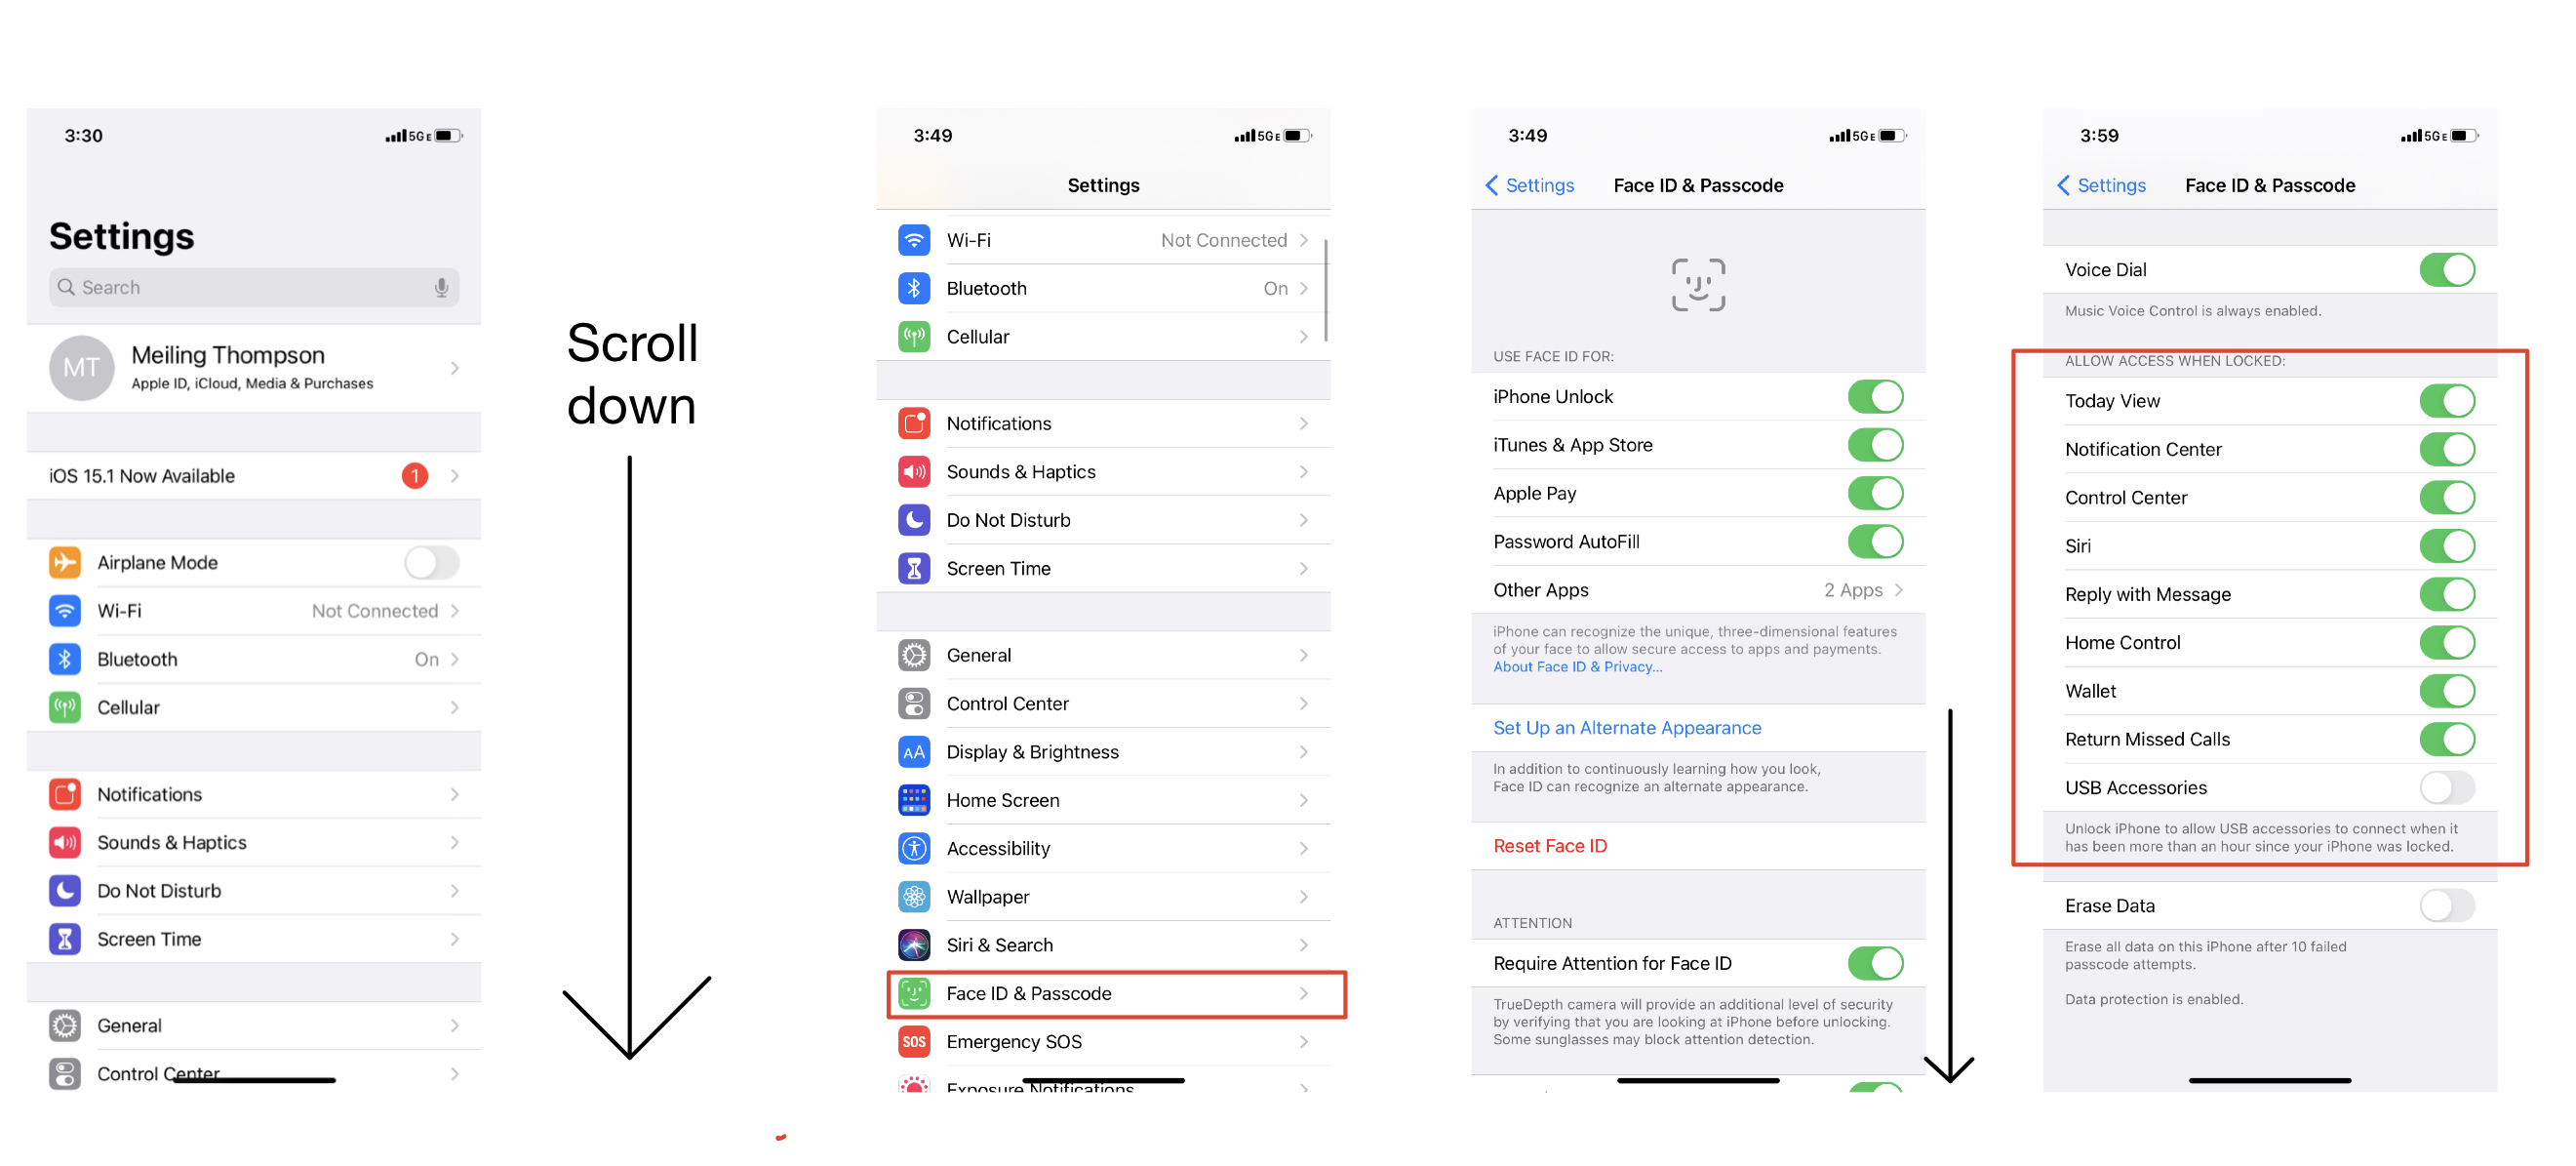 3:30
5G E
Settings
Search
MT
Meiling Thompson
Apple ID, iCloud, Media & Purchases
iOS 15.1 Now Available
1
Airplane Mode
Wi-Fi
Not Connected
Bluetooth
On
Cellular
Notifications
Sounds & Haptics
Do Not Disturb
Screen Time
General
Control Center
Scroll
down
3:49
5G E
Settings
Wi-Fi
Not Connected
Bluetooth
On
Cellular
Notifications
Sounds & Haptics
Do Not Disturb
Screen Time
General
Control Center
AA
Display & Brightness
Home Screen
Accessibility
Wallpaper
Siri & Search
Face ID & Passcode
SOS
Emergency SOS
Exposure Notifications
3:49
5G E
Settings
Face ID & Passcode
USE FACE ID FOR:
iPhone Unlock
iTunes & App Store
Apple Pay
Password AutoFill
Other Apps
2 Apps
iPhone can recognize the unique, three-dimensional features
of your face to allow secure access to apps and payments.
About Face ID & Privacy...
Set Up an Alternate Appearance
In addition to continuously learning how you look,
Face ID can recognize an alternate appearance.
Reset Face ID
ATTENTION
Require Attention for Face ID
TrueDepth camera will provide an additional level of security
by verifying that you are looking at iPhone before unlocking.
Some sunglasses may block attention detection.
3:59
5G E
Settings
Face ID & Passcode
Voice Dial
Music Voice Control is always enabled.
ALLOW ACCESS WHEN LOCKED:
Today View
Notification Center
Control Center
Siri
Reply with Message
Home Control
Wallet
Return Missed Calls
USB Accessories
Unlock iPhone to allow USB accessories to connect when it
has been more than an hour since your iPhone was locked.
Erase Data
Erase all data on this iPhone after 10 failed
passcode attempts.
Data protection is enabled.